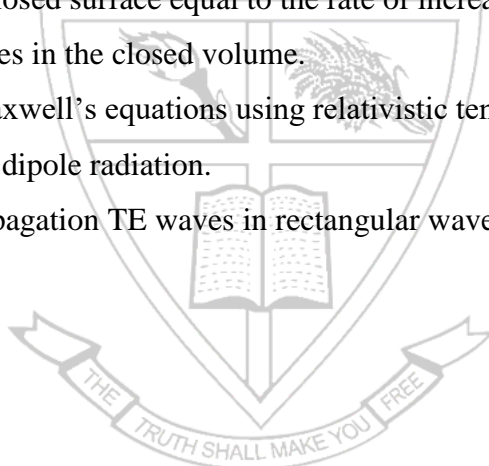 losed surface equal to the rate of increa
es in the closed volume.
axwell's equations using relativistic ten
dipole radiation.
pagation TE waves in rectangular wave
THE TRUTH SHALL MAKE YOU FREE